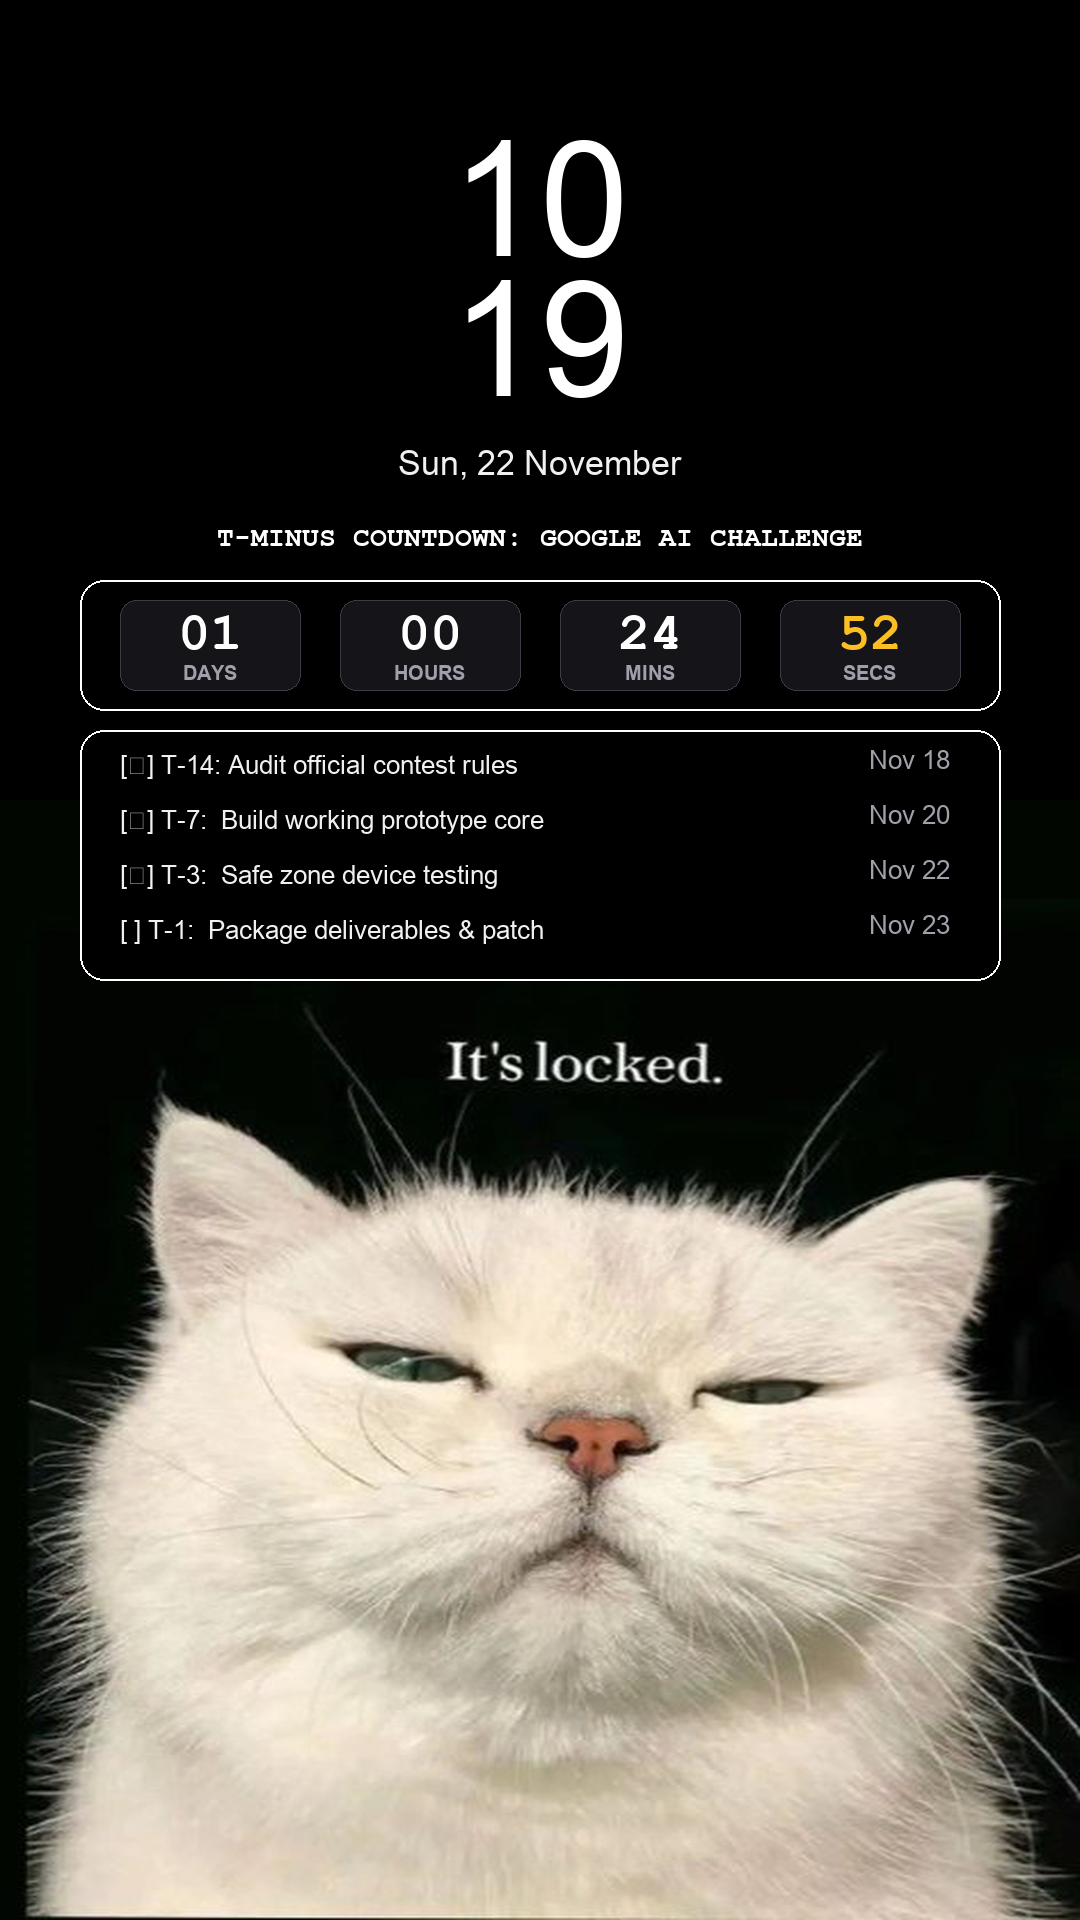 10
19
Sun, 22 November
T-MINUS COUNTDOWN: GOOGLE AI CHALLENGE
01 00 24 52
DAYS HOURS MINS SECS
[▯] T-14: Audit official contest rules Nov 18
[▯] T-7: Build working prototype core Nov 20
[▯] T-3: Safe zone device testing Nov 22
[ ] T-1: Package deliverables & patch Nov 23
It's locked.